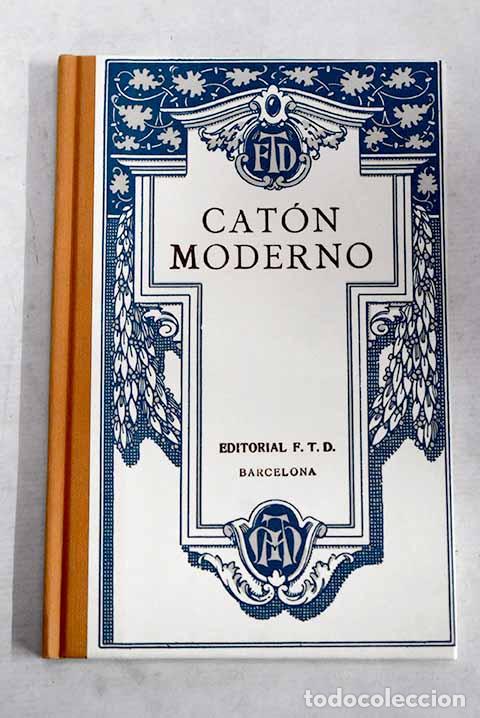 FTD
CATÓN
MODERNO
EDITORIAL F. T. D.
BARCELONA
todocoleccion